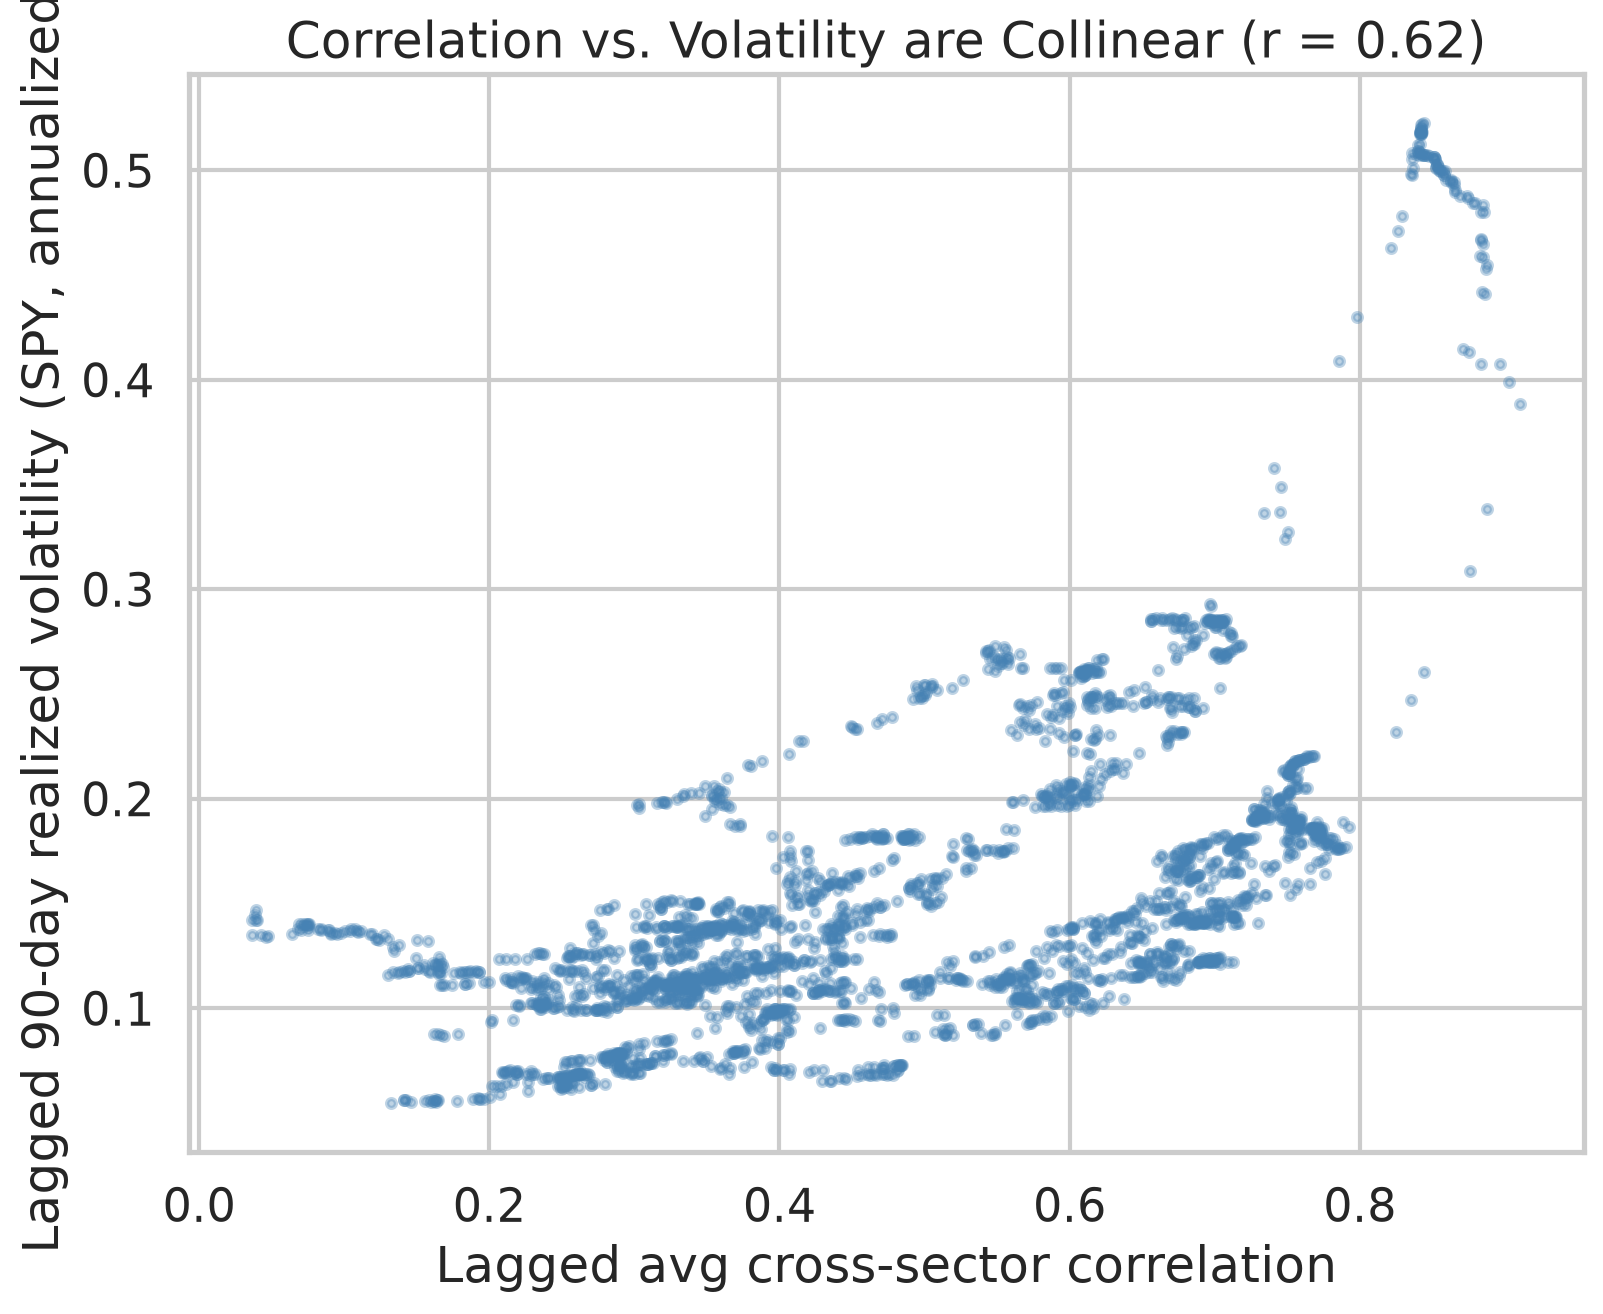 Correlation vs. Volatility are Collinear (r = 0.62)
Lagged 90-day realized volatility (SPY, annualized
0.5
0.4
0.3
0.2
0.1
0.0 0.2 0.4 0.6 0.8
Lagged avg cross-sector correlation